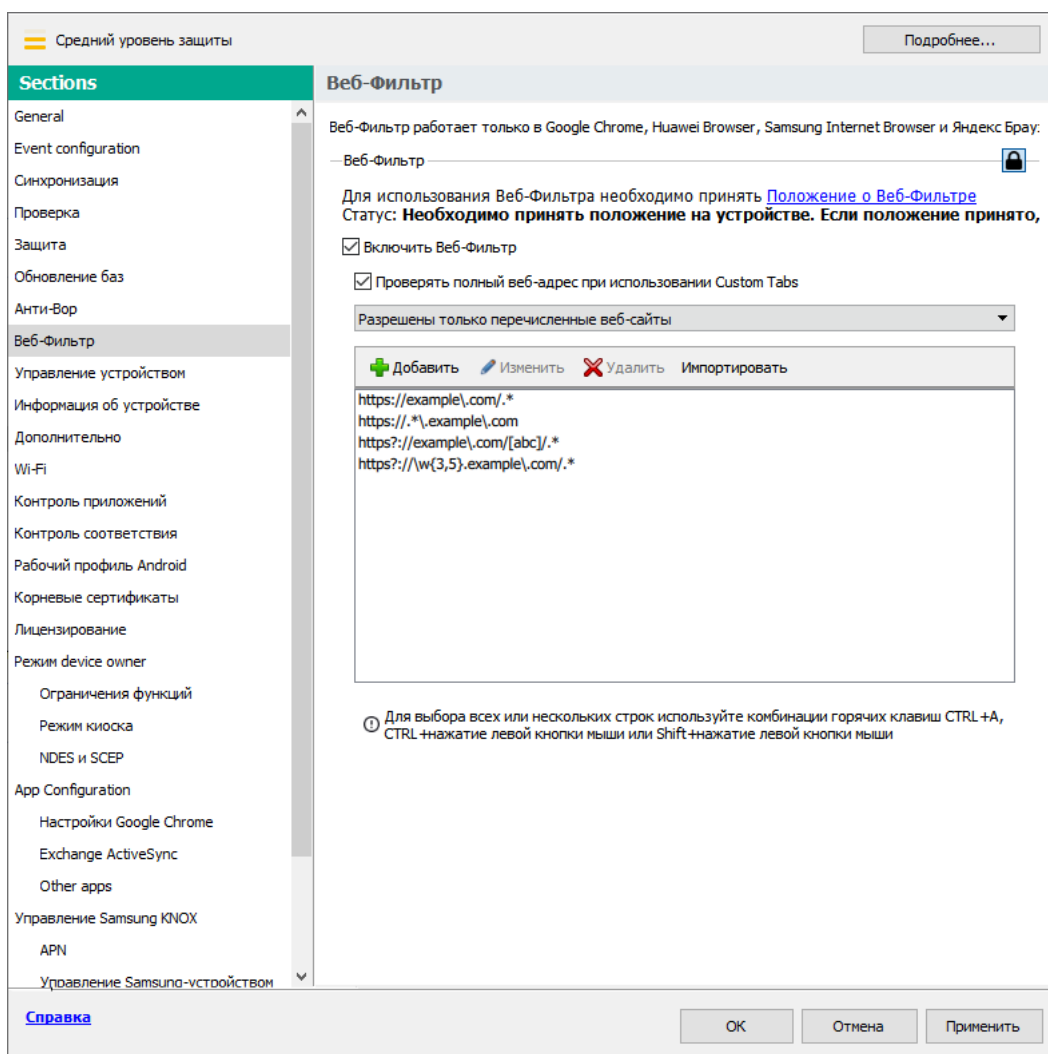 Средний уровень защиты
Подробнее...
Sections
General
Event configuration
Синхронизация
Проверка
Защита
Обновление баз
Анти-Вор
Веб-Фильтр
Управление устройством
Информация об устройстве
Дополнительно
Wi-Fi
Контроль приложений
Контроль соответствия
Рабочий профиль Android
Корневые сертификаты
Лицензирование
Режим device owner
Ограничения функций
Режим киоска
NDES и SCEP
App Configuration
Настройки Google Chrome
Exchange ActiveSync
Other apps
Управление Samsung KNOX
APN
Управление Samsung-устройством
Веб-Фильтр
Веб-Фильтр работает только в Google Chrome, Huawei Browser, Samsung Internet Browser и Яндекс Брау
Веб-Фильтр
Для использования Веб-Фильтра необходимо принять Положение о Веб-Фильтре
Статус: Необходимо принять положение на устройстве. Если положение принято,
Включить Веб-Фильтр
Проверять полный веб-адрес при использовании Custom Tabs
Разрешены только перечисленные веб-сайты
Добавить Изменить Удалить Импортировать
https://example\.com/.*
https://.*\.example\.com
https?://example\.com/[abc]/.*
https?://\w{3,5}.example\.com/.*
Для выбора всех или нескольких строк используйте комбинации горячих клавиш CTRL+A,
CTRL+нажатие левой кнопки мыши или Shift+нажатие левой кнопки мыши
Справка
ОК Отмена Применить